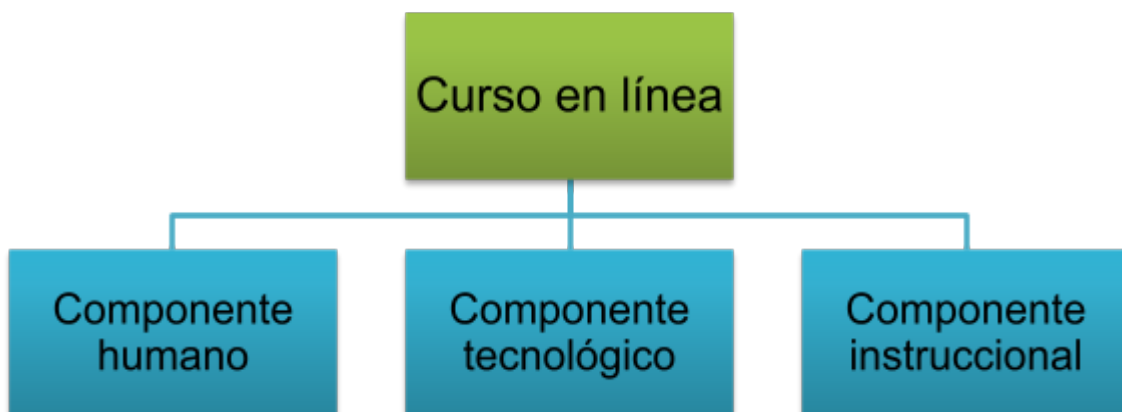 Curso en línea
Componente
humano
Componente
tecnológico
Componente
instruccional